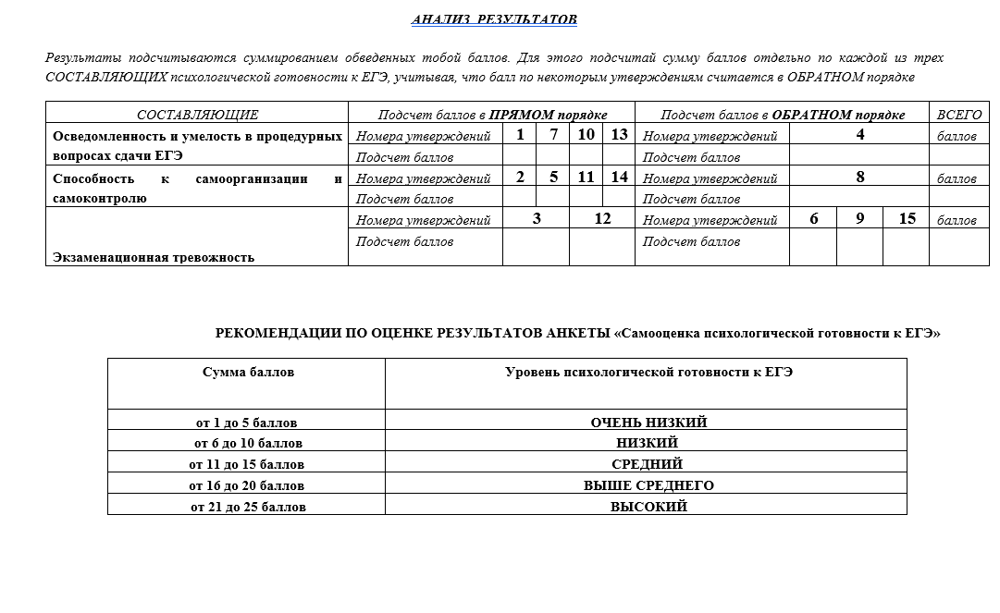 АНАЛИЗ РЕЗУЛЬТАТОВ
Результаты подсчитываются суммированием обведенных тобой баллов. Для этого подсчитай сумму баллов отдельно по каждой из трех
СОСТАВЛЯЮЩИХ психологической готовности к ЕГЭ, учитывая, что балл по некоторым утверждениям считается в ОБРАТНОМ порядке
СОСТАВЛЯЮЩИЕ Подсчет баллов в ПРЯМОМ порядке Подсчет баллов в ОБРАТНОМ порядке ВСЕГО
Осведомленность и умелость в процедурных Номера утверждений 1 7 10 13 Номера утверждений 4 баллов
вопросах сдачи ЕГЭ Подсчет баллов Подсчет баллов
Способность к самоорганизации и Номера утверждений 2 5 11 14 Номера утверждений 8 баллов
самоконтролю Подсчет баллов Подсчет баллов
Номера утверждений 3 12 Номера утверждений 6 9 15 баллов
Подсчет баллов Подсчет баллов
Экзаменационная тревожность
РЕКОМЕНДАЦИИ ПО ОЦЕНКЕ РЕЗУЛЬТАТОВ АНКЕТЫ «Самооценка психологической готовности к ЕГЭ»
Сумма баллов Уровень психологической готовности к ЕГЭ
от 1 до 5 баллов ОЧЕНЬ НИЗКИЙ
от 6 до 10 баллов НИЗКИЙ
от 11 до 15 баллов СРЕДНИЙ
от 16 до 20 баллов ВЫШЕ СРЕДНЕГО
от 21 до 25 баллов ВЫСОКИЙ